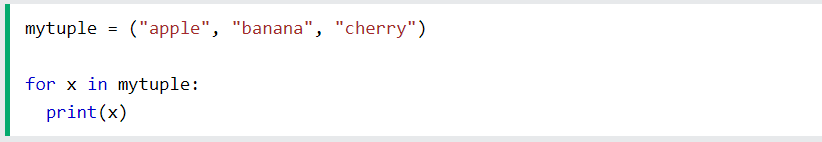 mytuple = ("apple", "banana", "cherry")
for x in mytuple:
  print(x)